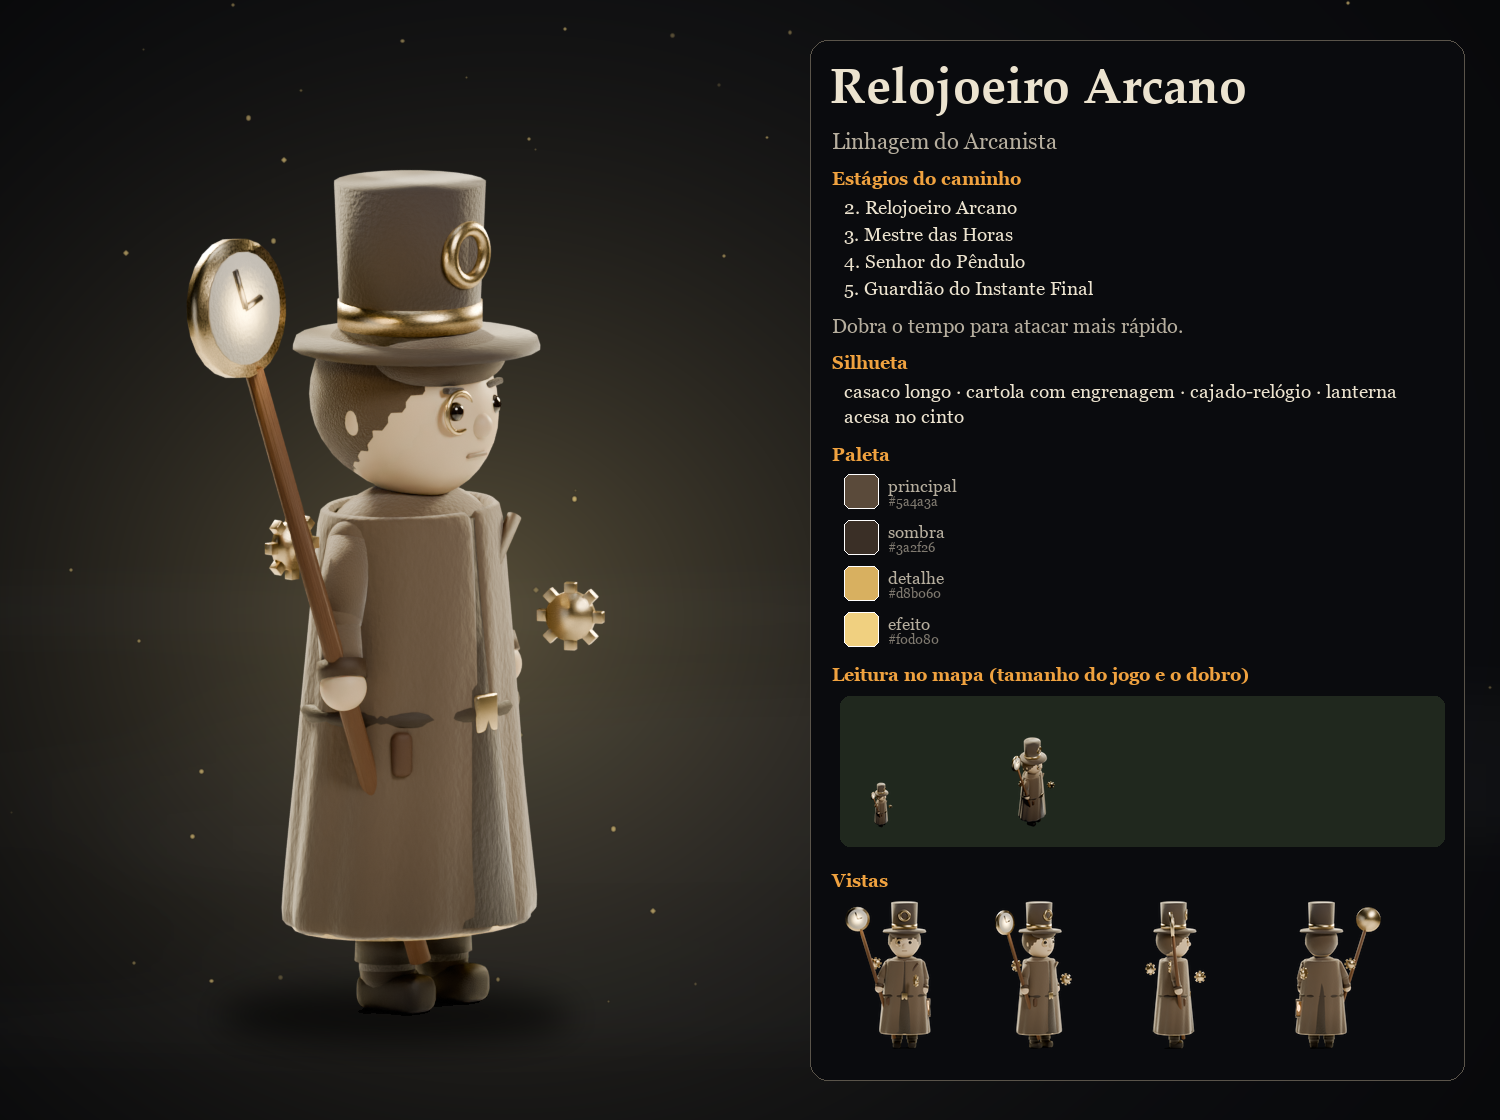 Relojoeiro Arcano
Linhagem do Arcanista
Estágios do caminho
2. Relojoeiro Arcano
3. Mestre das Horas
4. Senhor do Pêndulo
5. Guardião do Instante Final
Dobra o tempo para atacar mais rápido.
Silhueta
casaco longo · cartola com engrenagem · cajado-relógio · lanterna
acesa no cinto
Paleta
principal
#5a4a3a
sombra
#3a2f26
detalhe
#d8b060
efeito
#f0d080
Leitura no mapa (tamanho do jogo e o dobro)
Vistas